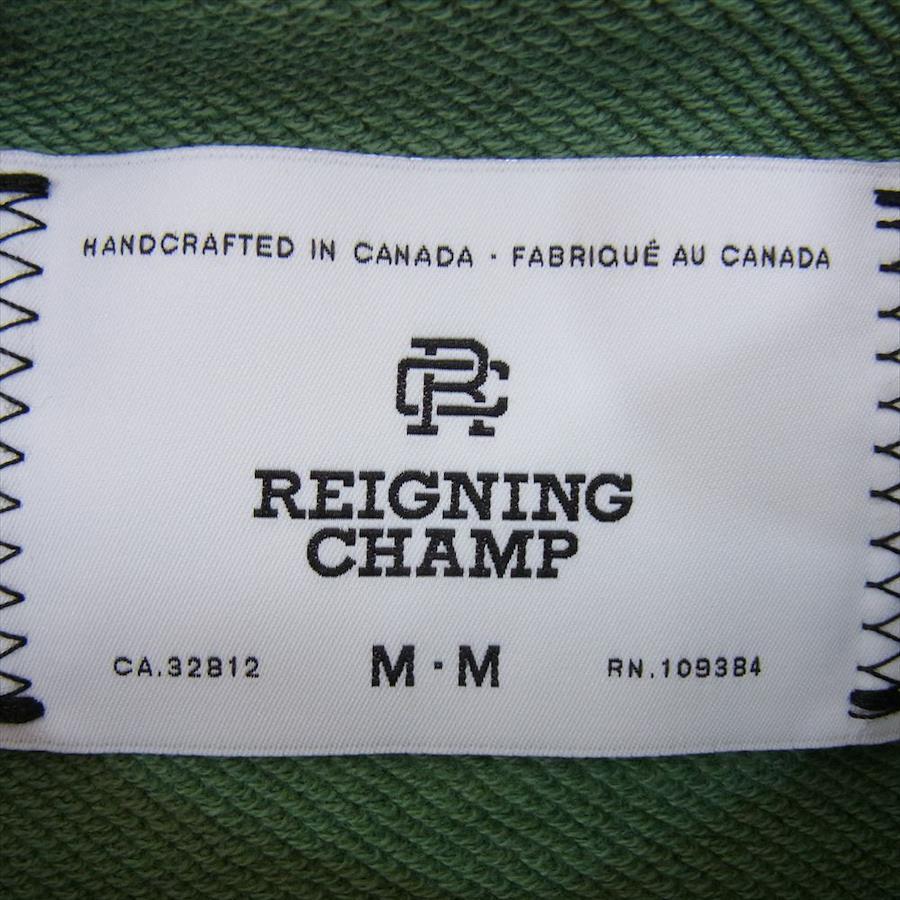 HANDCRAFTED IN CANADA · FABRIQUÉ AU CANADA
RC
REIGNING
CHAMP
CA.32812 M·M RN.109384